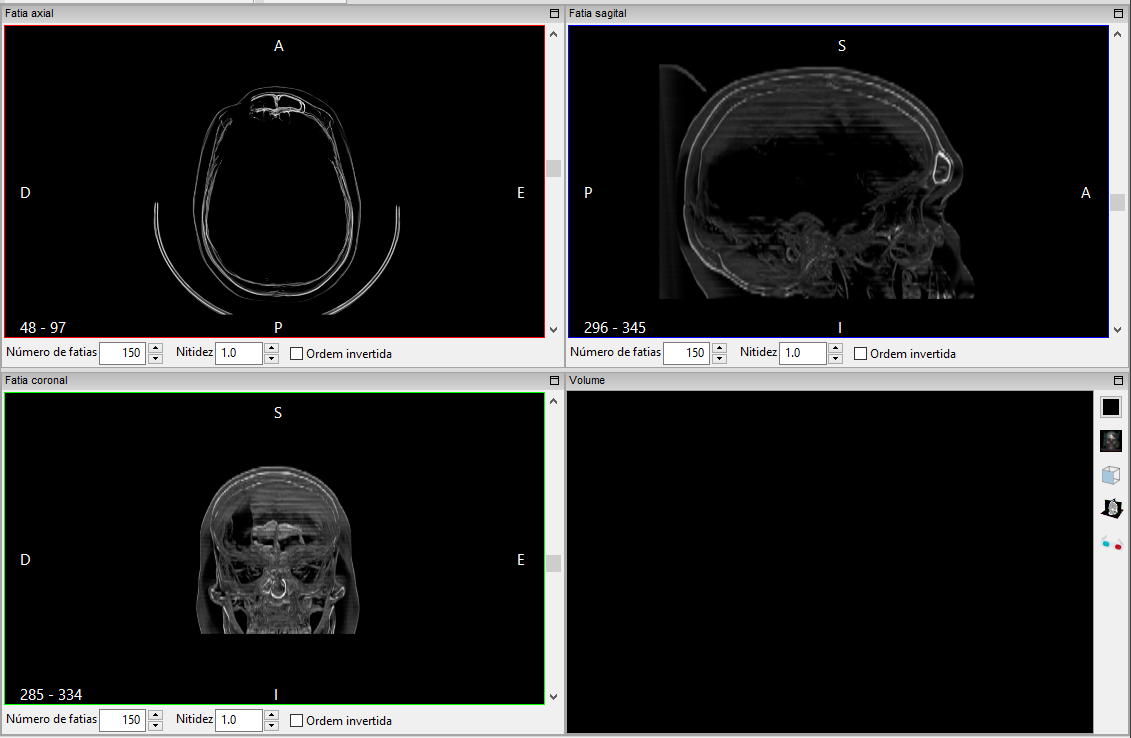 Fatia axial
A
D
E
48 - 97
P
Número de fatias 150 Nitidez 1.0 Ordem invertida
Fatia sagital
S
P
A
296 - 345
I
Número de fatias 150 Nitidez 1.0 Ordem invertida
Fatia coronal
S
D
E
285 - 334
I
Número de fatias 150 Nitidez 1.0 Ordem invertida
Volume